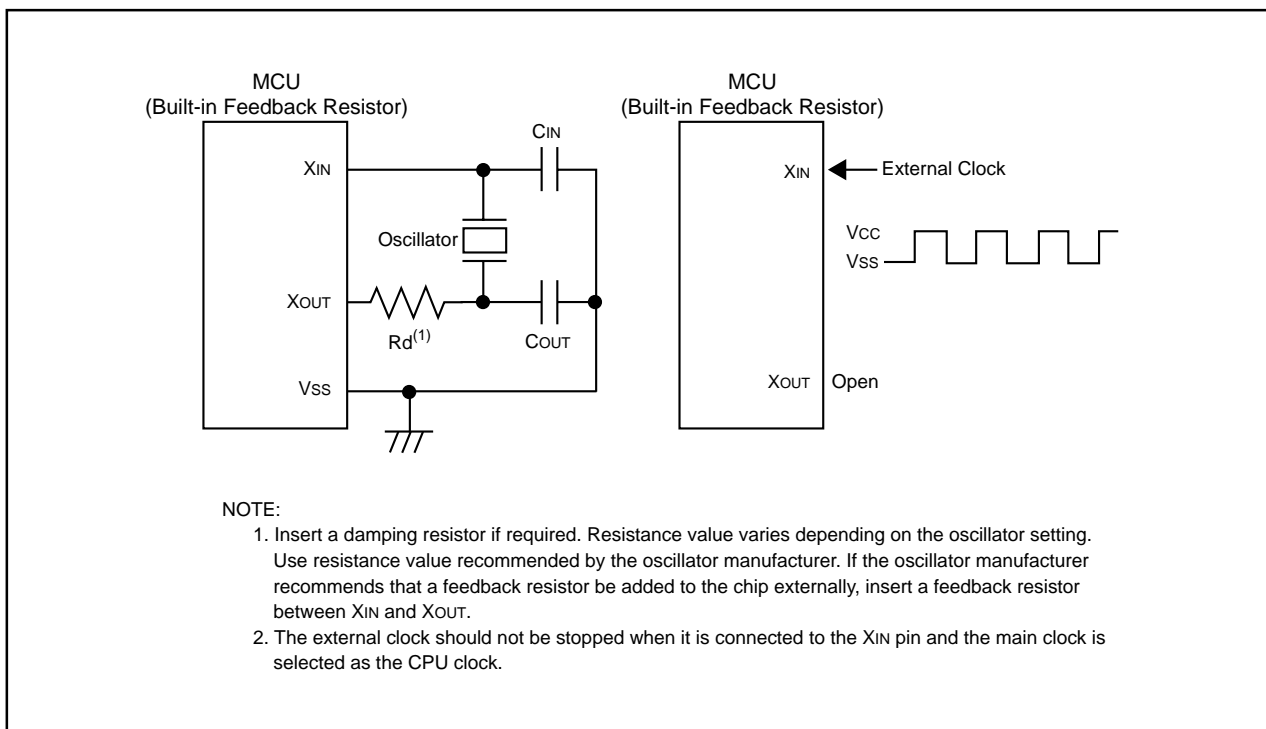 MCU
(Built-in Feedback Resistor)
CIN
XIN
Oscillator
XOUT
Rd(1)
COUT
VSS
MCU
(Built-in Feedback Resistor)
XIN
External Clock
VCC
VSS
XOUT
Open
NOTE:
1. Insert a damping resistor if required. Resistance value varies depending on the oscillator setting.
Use resistance value recommended by the oscillator manufacturer. If the oscillator manufacturer
recommends that a feedback resistor be added to the chip externally, insert a feedback resistor
between XIN and XOUT.
2. The external clock should not be stopped when it is connected to the XIN pin and the main clock is
selected as the CPU clock.